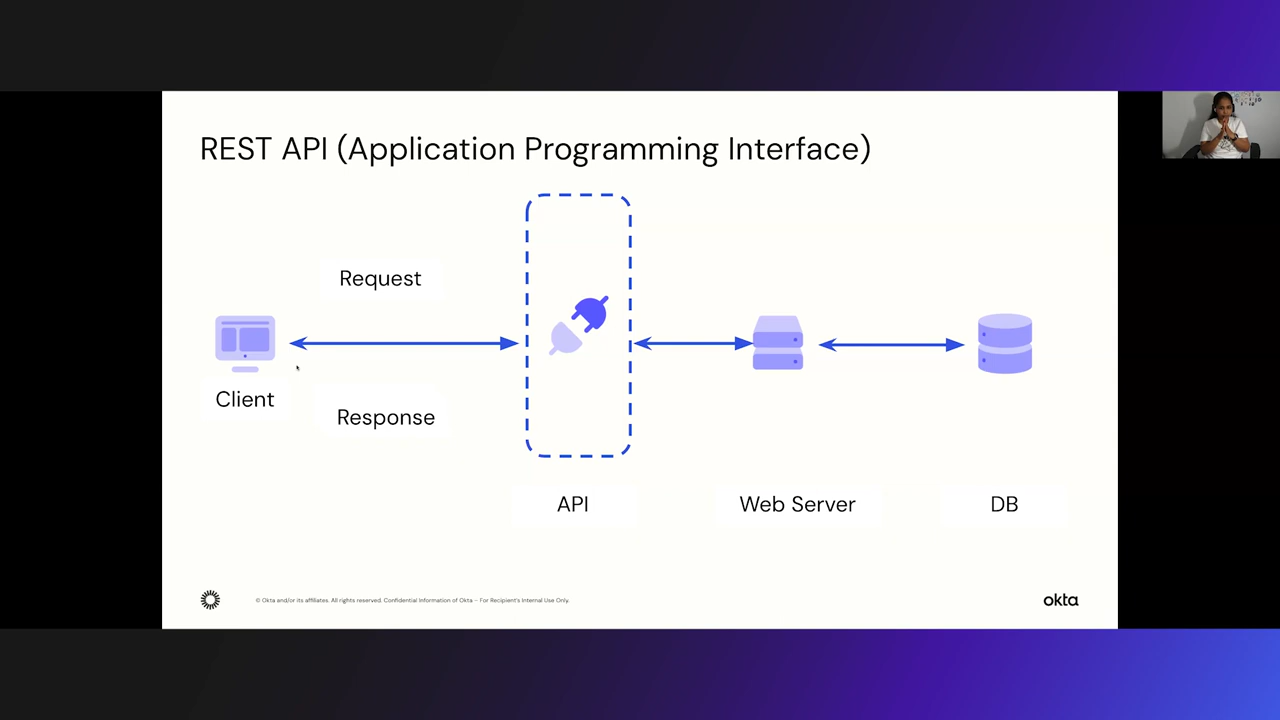 REST API (Application Programming Interface)
Request
Client
Response
API
Web Server
DB
© Okta and/or its affiliates. All rights reserved. Confidential Information of Okta – For Recipient's Internal Use Only.
okta